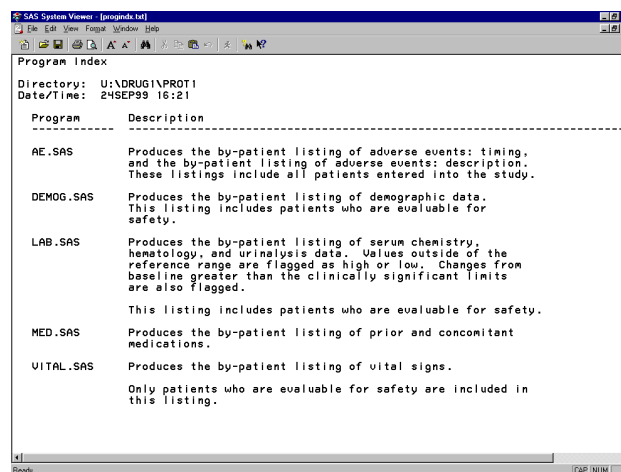 SAS System Viewer - [progindx.txt]
File Edit View Format Window Help
Program Index
Directory: U:\DRUG1\PROT1
Date/Time: 24SEP99 16:21
Program Description
------------- ----------------------------------------------------------------------
AE.SAS Produces the by-patient listing of adverse events: timing,
and the by-patient listing of adverse events: description.
These listings include all patients entered into the study.
DEMOG.SAS Produces the by-patient listing of demographic data.
This listing includes patients who are evaluable for
safety.
LAB.SAS Produces the by-patient listing of serum chemistry,
hematology, and urinalysis data. Values outside of the
reference range are flagged as high or low. Changes from
baseline greater than the clinically significant limits
are also flagged.
This listing includes patients who are evaluable for safety.
MED.SAS Produces the by-patient listing of prior and concomitant
medications.
VITAL.SAS Produces the by-patient listing of vital signs.
Only patients who are evaluable for safety are included in
this listing.
Ready CAP NUM